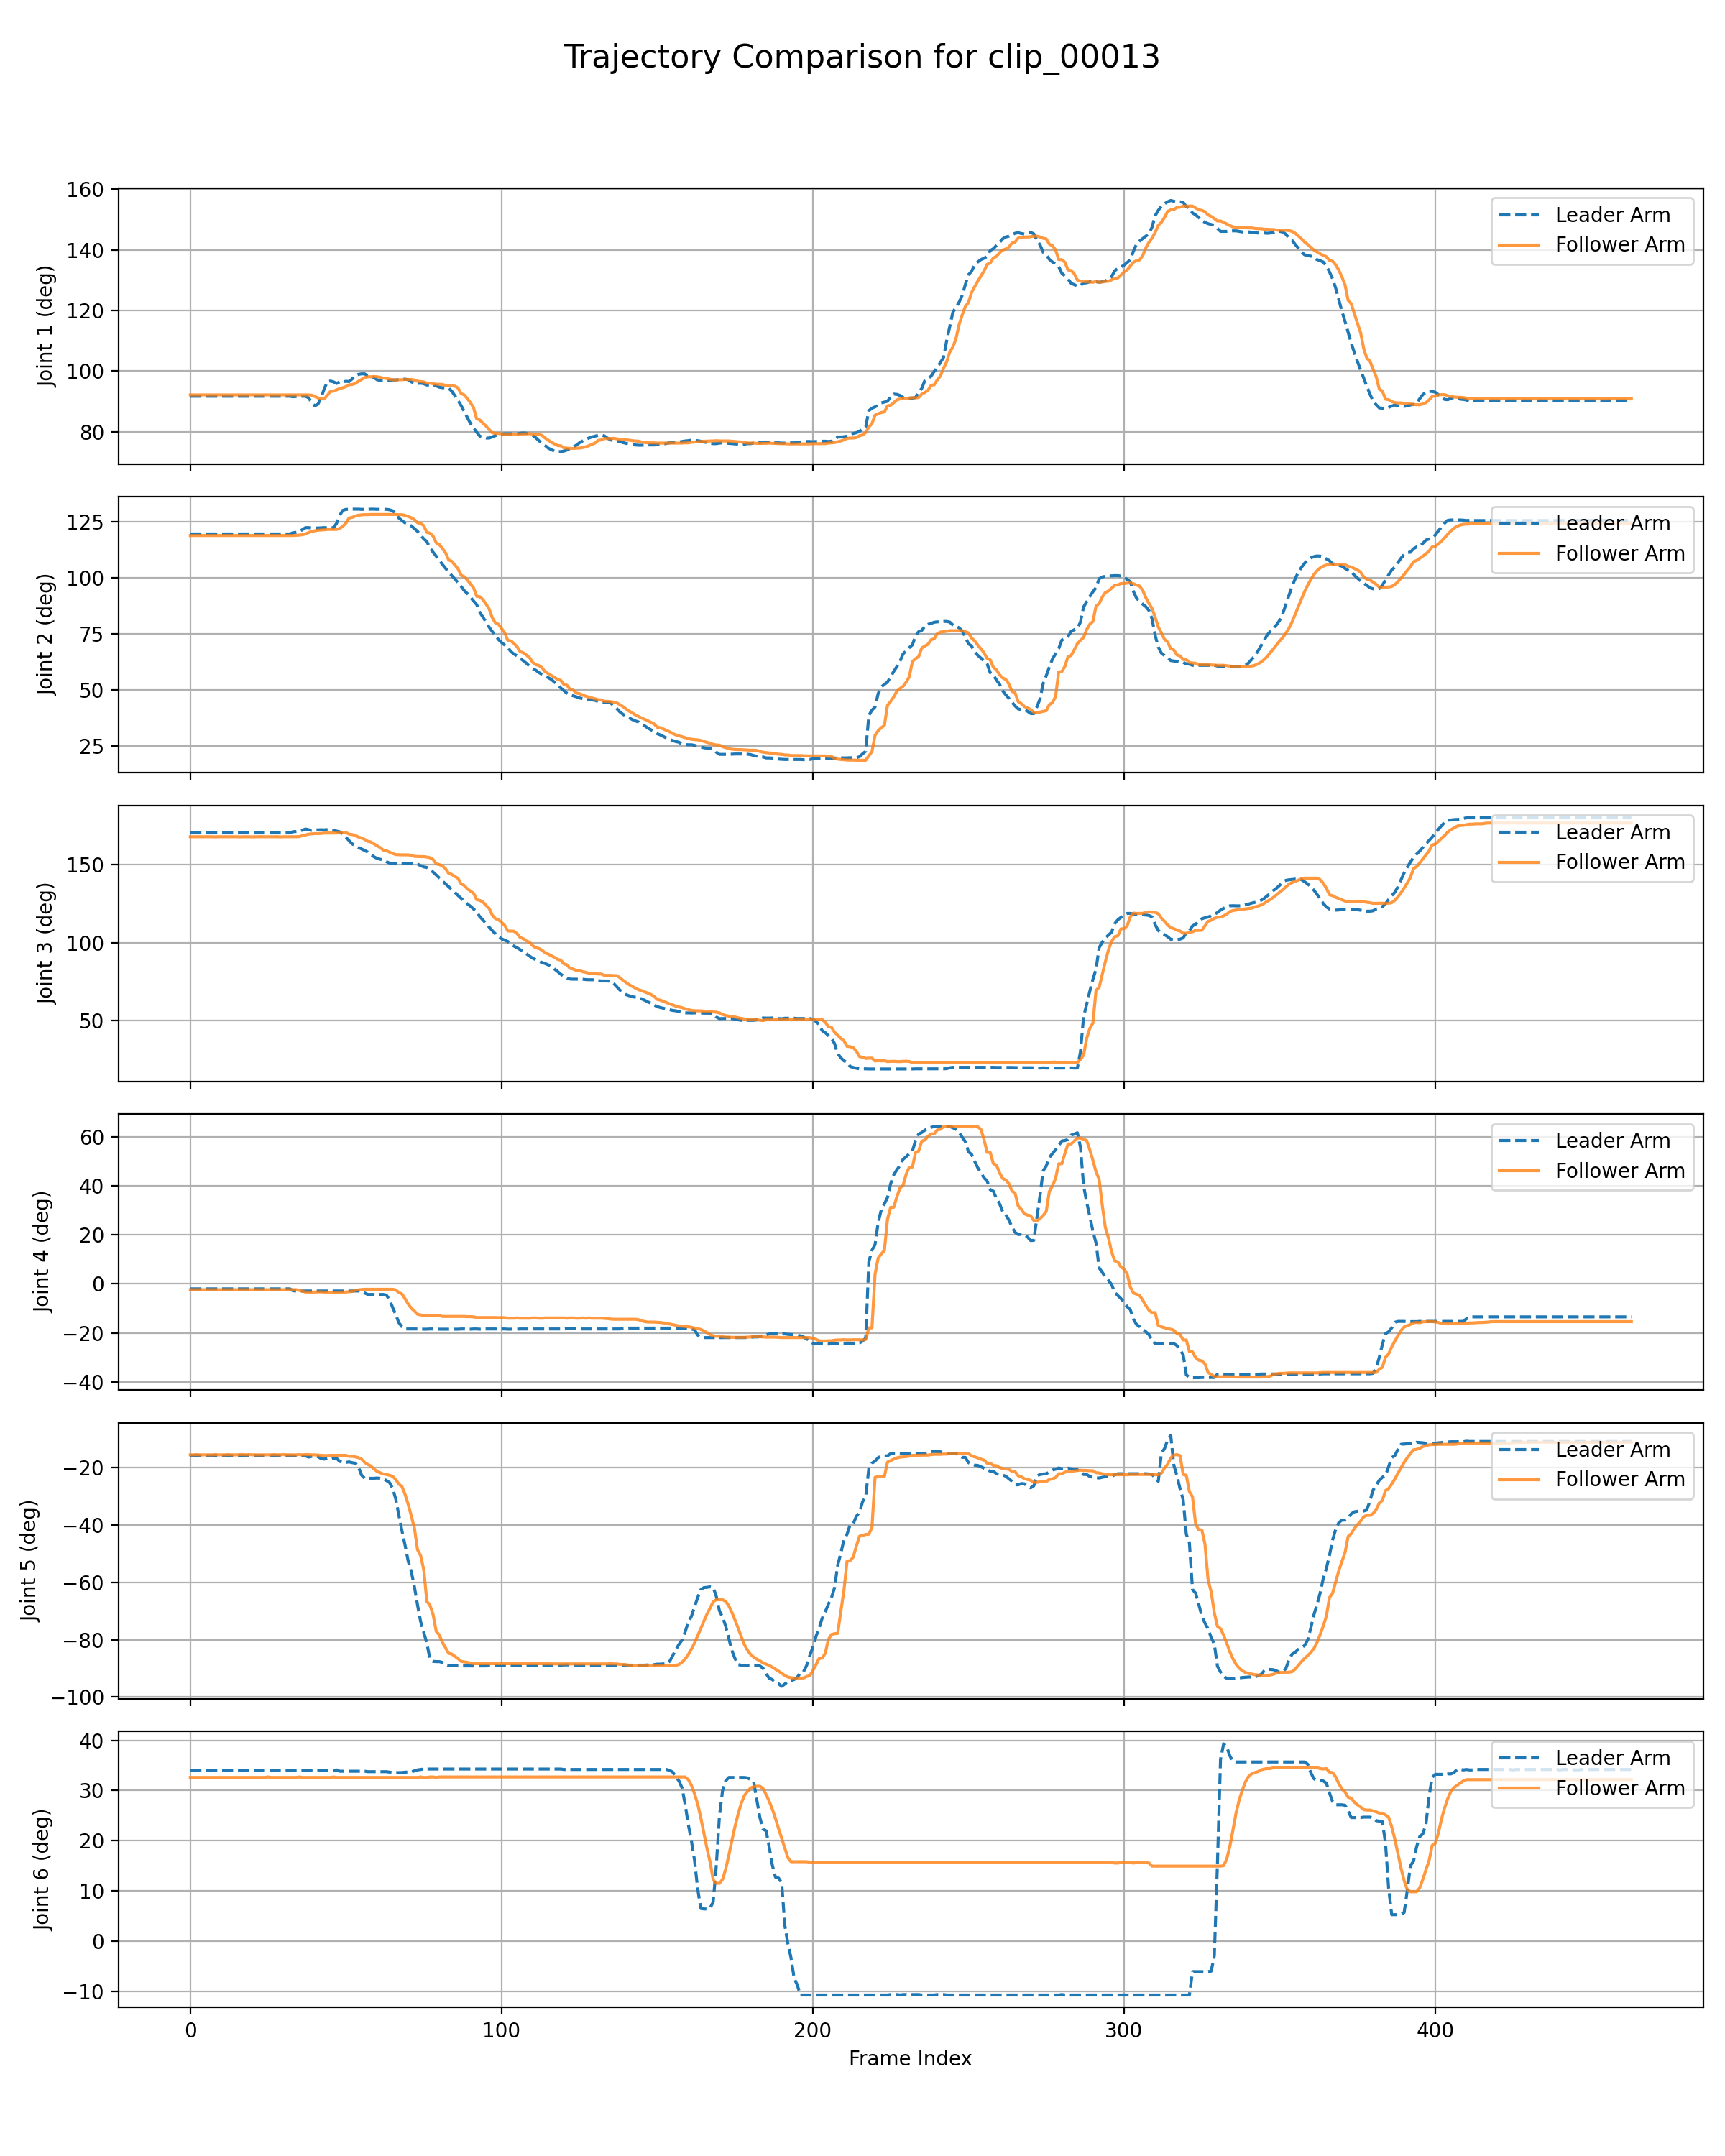 Trajectory Comparison for clip_00013
160
140
120
100
80
Joint 1 (deg)
Leader Arm
Follower Arm
125
100
75
50
25
Joint 2 (deg)
Leader Arm
Follower Arm
150
100
50
Joint 3 (deg)
Leader Arm
Follower Arm
60
40
20
0
−20
−40
Joint 4 (deg)
Leader Arm
Follower Arm
−20
−40
−60
−80
−100
Joint 5 (deg)
Leader Arm
Follower Arm
40
30
20
10
0
−10
Joint 6 (deg)
Leader Arm
Follower Arm
0 100 200 300 400
Frame Index